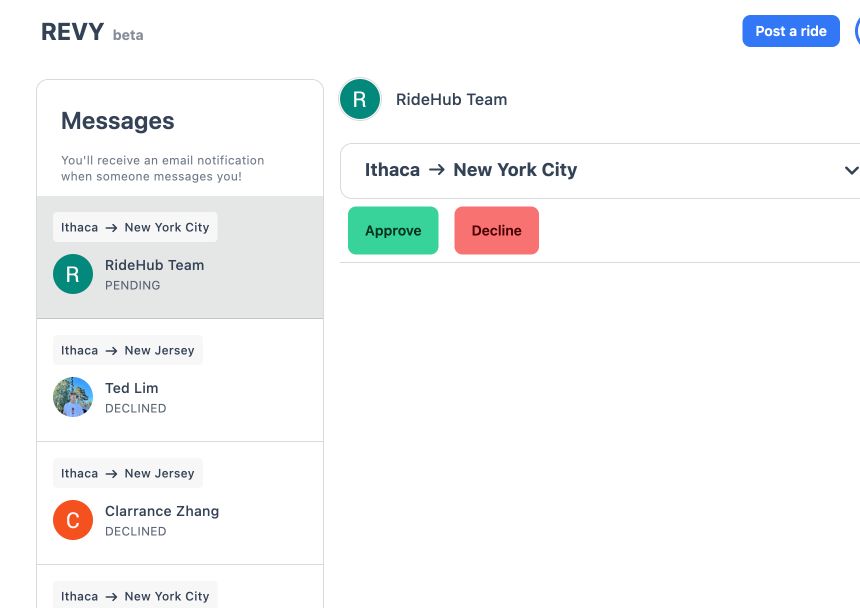 REVY beta
Post a ride
Messages
You'll receive an email notification
when someone messages you!
Ithaca → New York City
R
RideHub Team
PENDING
Ithaca → New Jersey
Ted Lim
DECLINED
Ithaca → New Jersey
C
Clarrance Zhang
DECLINED
Ithaca → New York City
R
RideHub Team
Ithaca → New York City
Approve
Decline